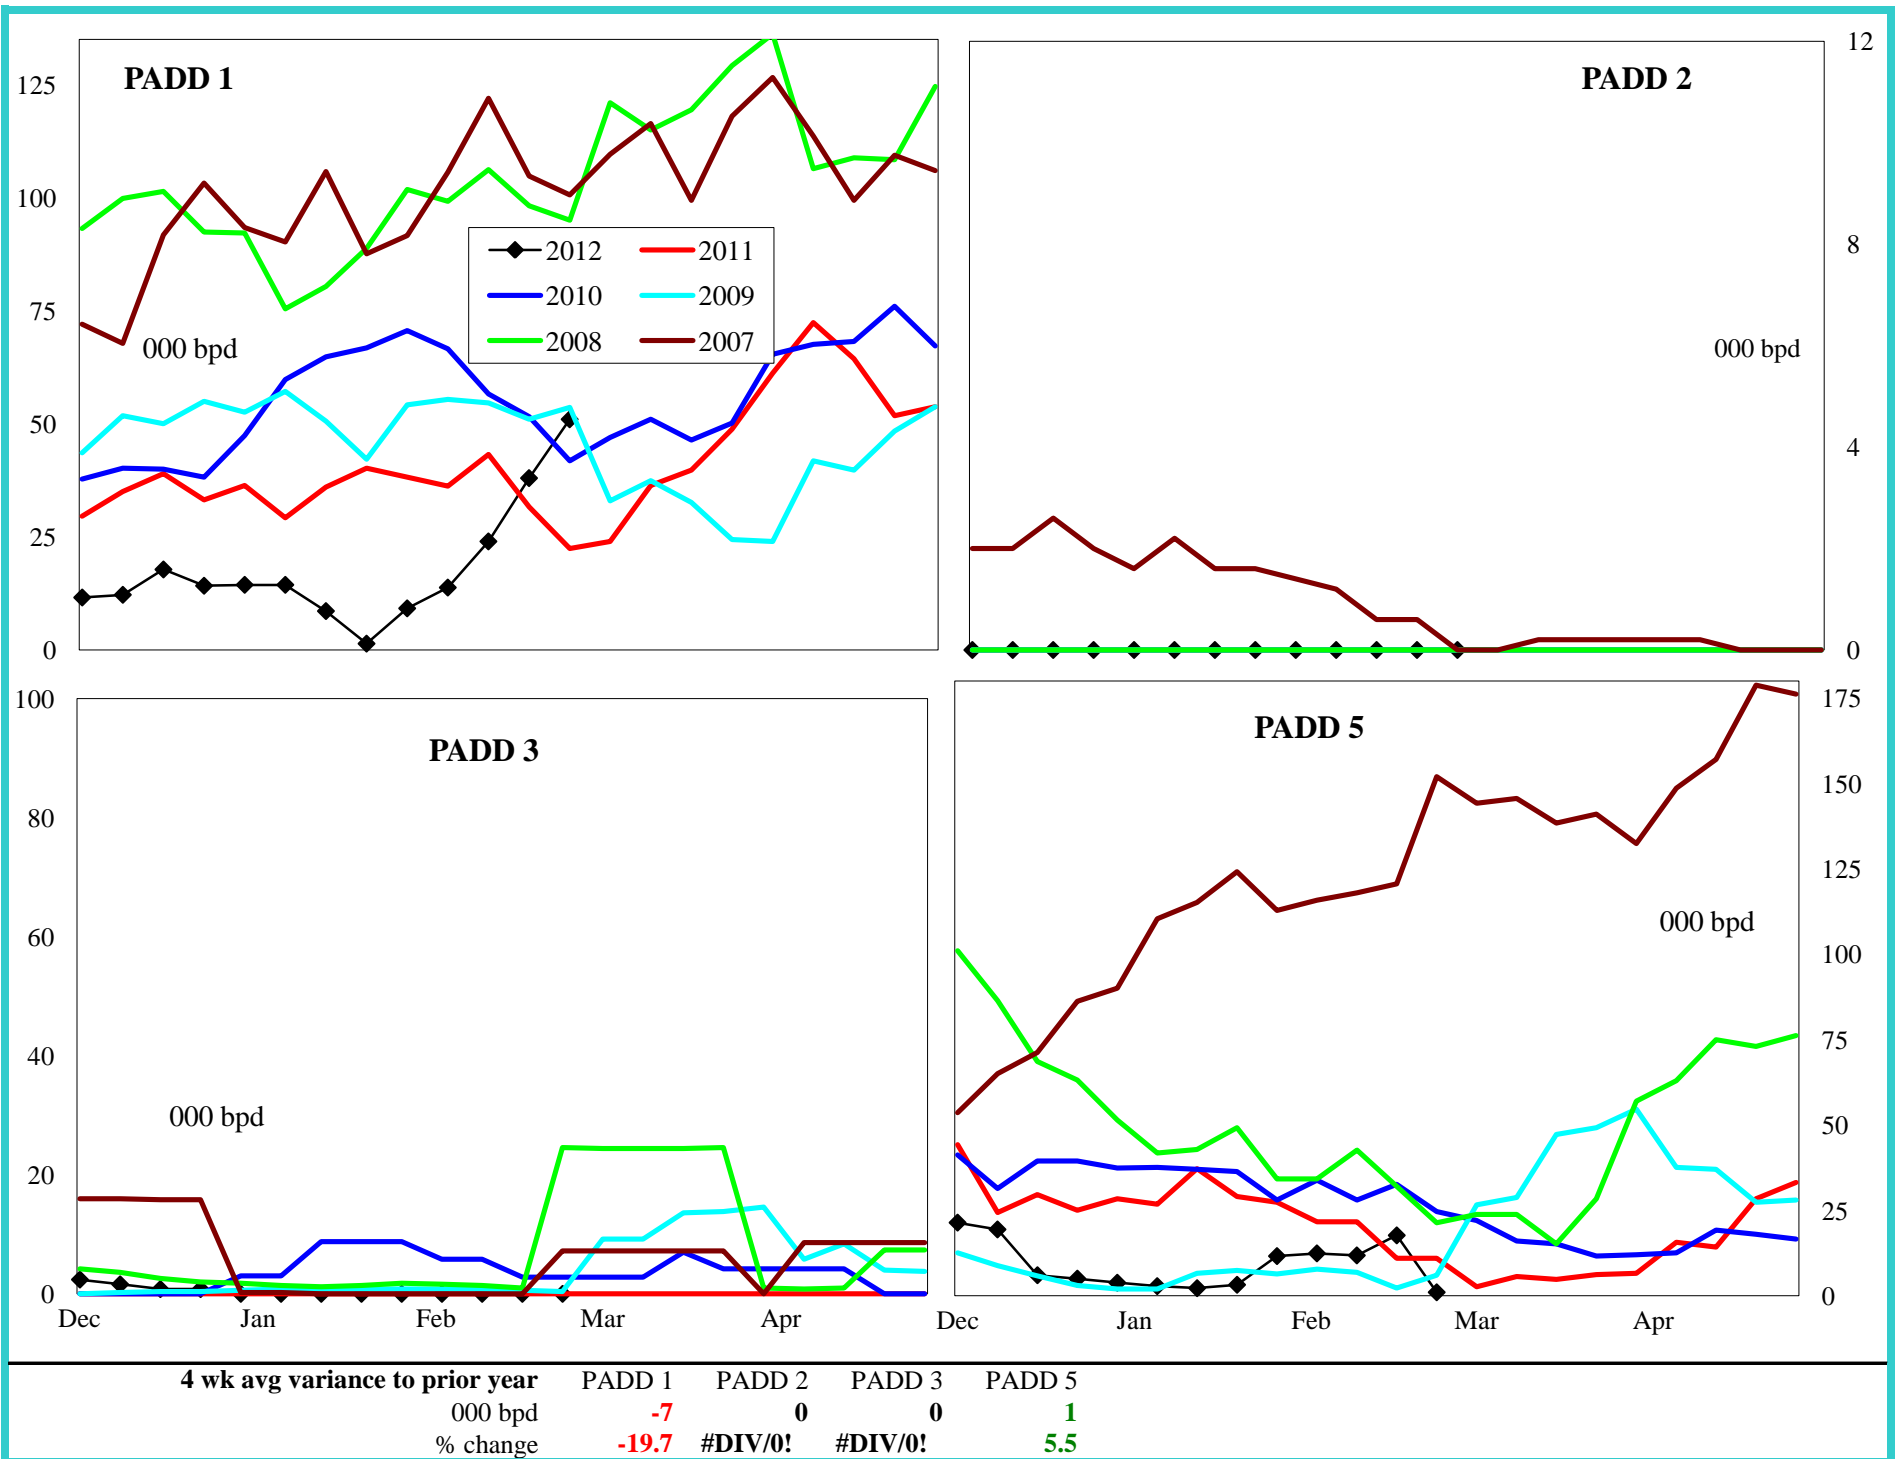 PADD 1
125
100
75
50
25
0
000 bpd
2012 2011
2010 2009
2008 2007
PADD 2
12
8
4
0
000 bpd
PADD 3
100
80
60
40
20
0
000 bpd
Dec Jan Feb Mar Apr
PADD 5
175
150
125
100
75
50
25
0
000 bpd
Dec Jan Feb Mar Apr
4 wk avg variance to prior year PADD 1 PADD 2 PADD 3 PADD 5
000 bpd -7 0 0 1
% change -19.7 #DIV/0! #DIV/0! 5.5